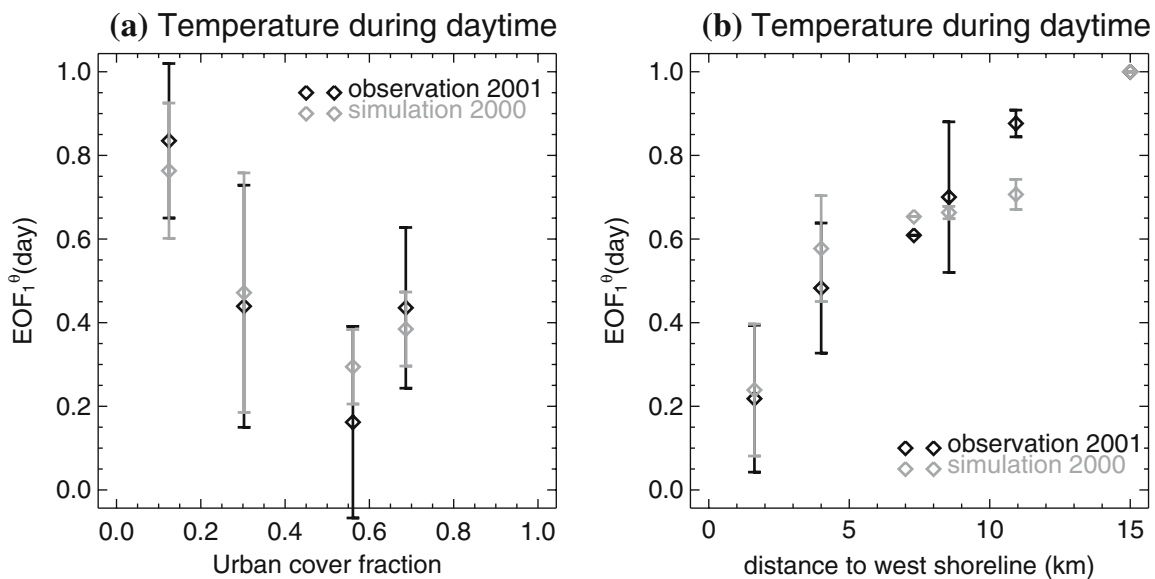 (a) Temperature during daytime
1.0
0.8
0.6
0.4
0.2
0.0
EOF₁^θ(day)
observation 2001
simulation 2000
0.0 0.2 0.4 0.6 0.8 1.0
Urban cover fraction
(b) Temperature during daytime
1.0
0.8
0.6
0.4
0.2
0.0
EOF₁^θ(day)
observation 2001
simulation 2000
0 5 10 15
distance to west shoreline (km)